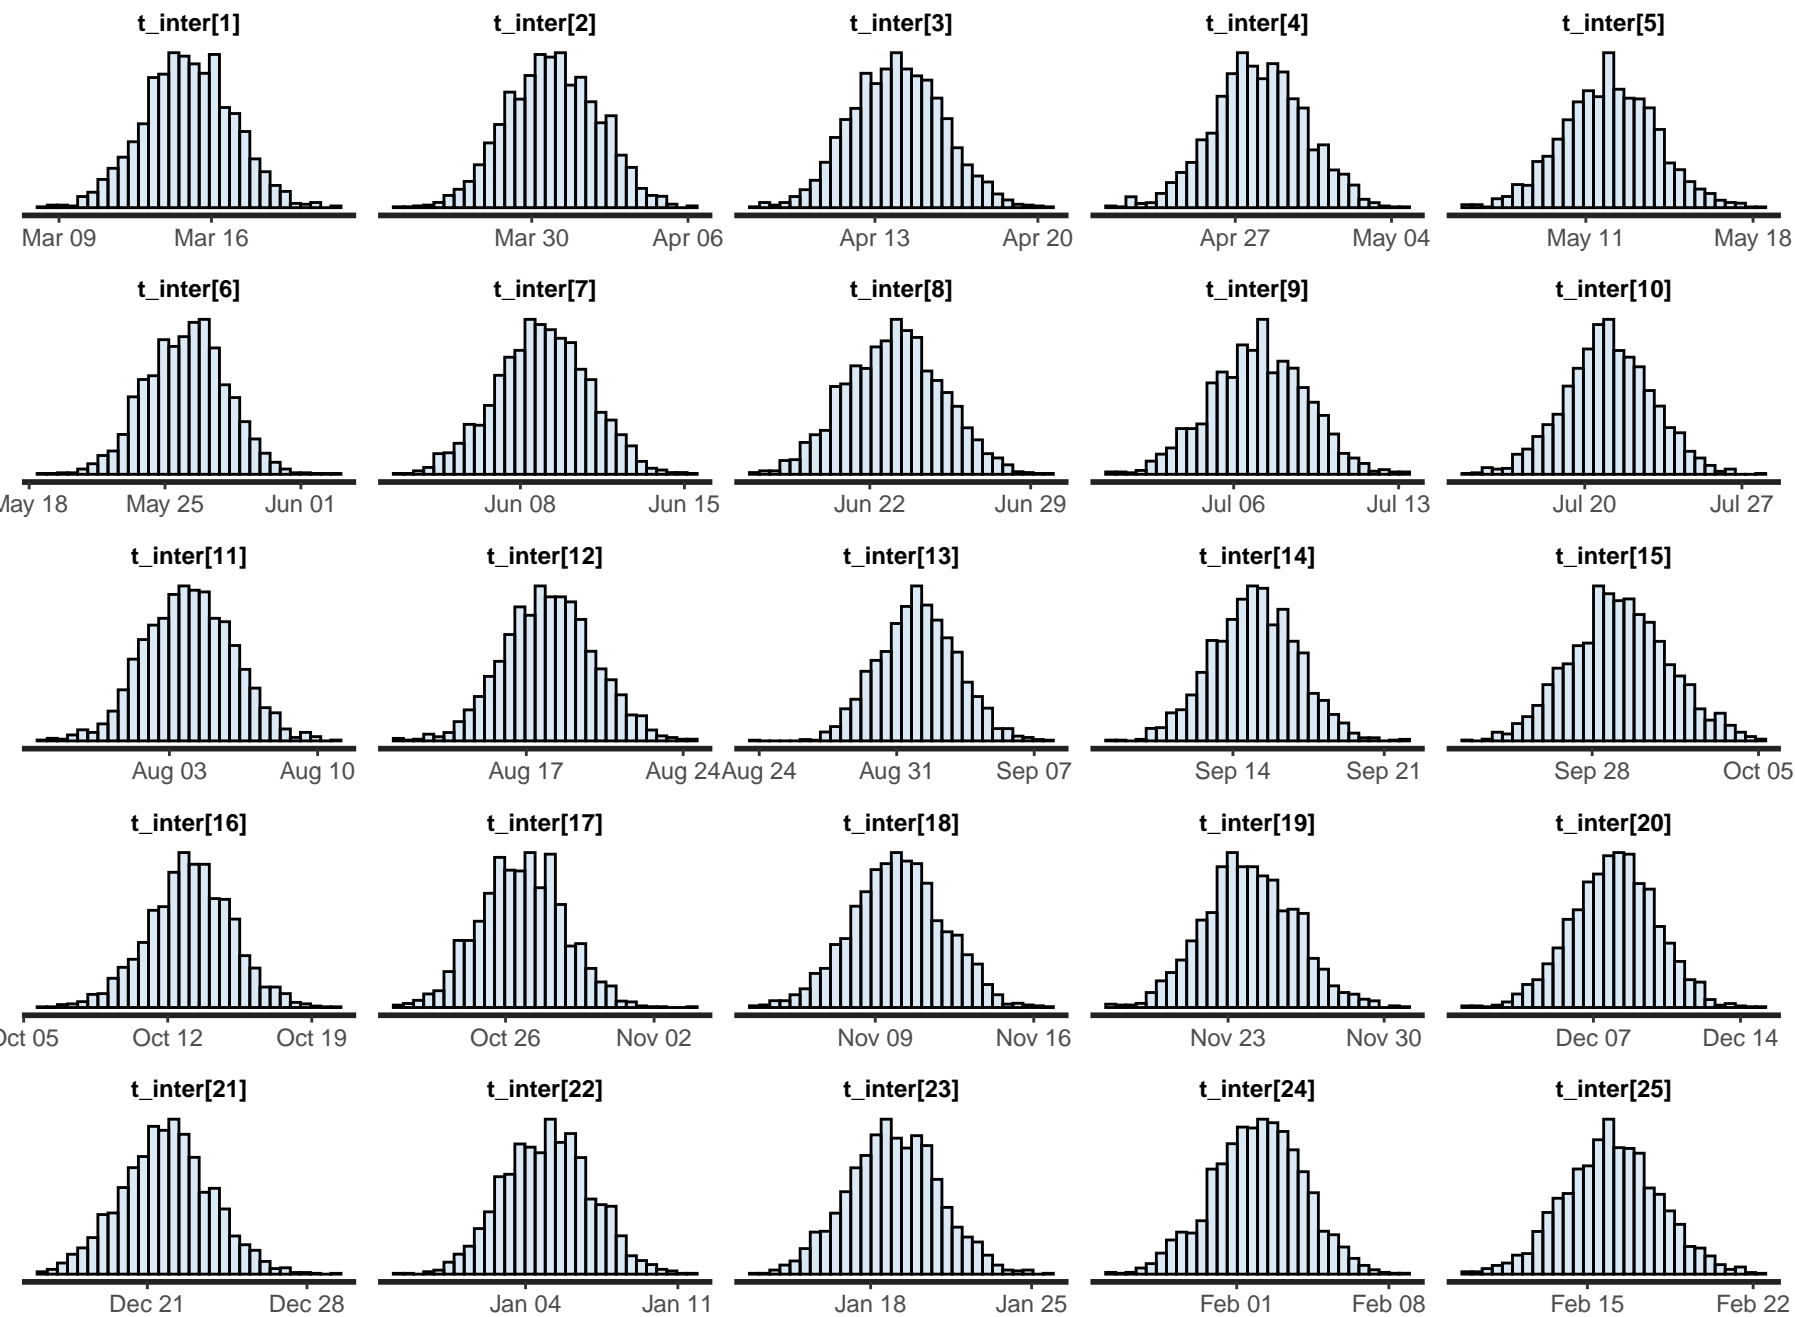 t_inter[1] t_inter[2] t_inter[3] t_inter[4] t_inter[5]
Mar 09 Mar 16 Mar 30 Apr 06 Apr 13 Apr 20 Apr 27 May 04 May 11 May 18
t_inter[6] t_inter[7] t_inter[8] t_inter[9] t_inter[10]
May 18 May 25 Jun 01 Jun 08 Jun 15 Jun 22 Jun 29 Jul 06 Jul 13 Jul 20 Jul 27
t_inter[11] t_inter[12] t_inter[13] t_inter[14] t_inter[15]
Aug 03 Aug 10 Aug 17 Aug 24 Aug 24 Aug 31 Sep 07 Sep 14 Sep 21 Sep 28 Oct 05
t_inter[16] t_inter[17] t_inter[18] t_inter[19] t_inter[20]
Oct 05 Oct 12 Oct 19 Oct 26 Nov 02 Nov 09 Nov 16 Nov 23 Nov 30 Dec 07 Dec 14
t_inter[21] t_inter[22] t_inter[23] t_inter[24] t_inter[25]
Dec 21 Dec 28 Jan 04 Jan 11 Jan 18 Jan 25 Feb 01 Feb 08 Feb 15 Feb 22